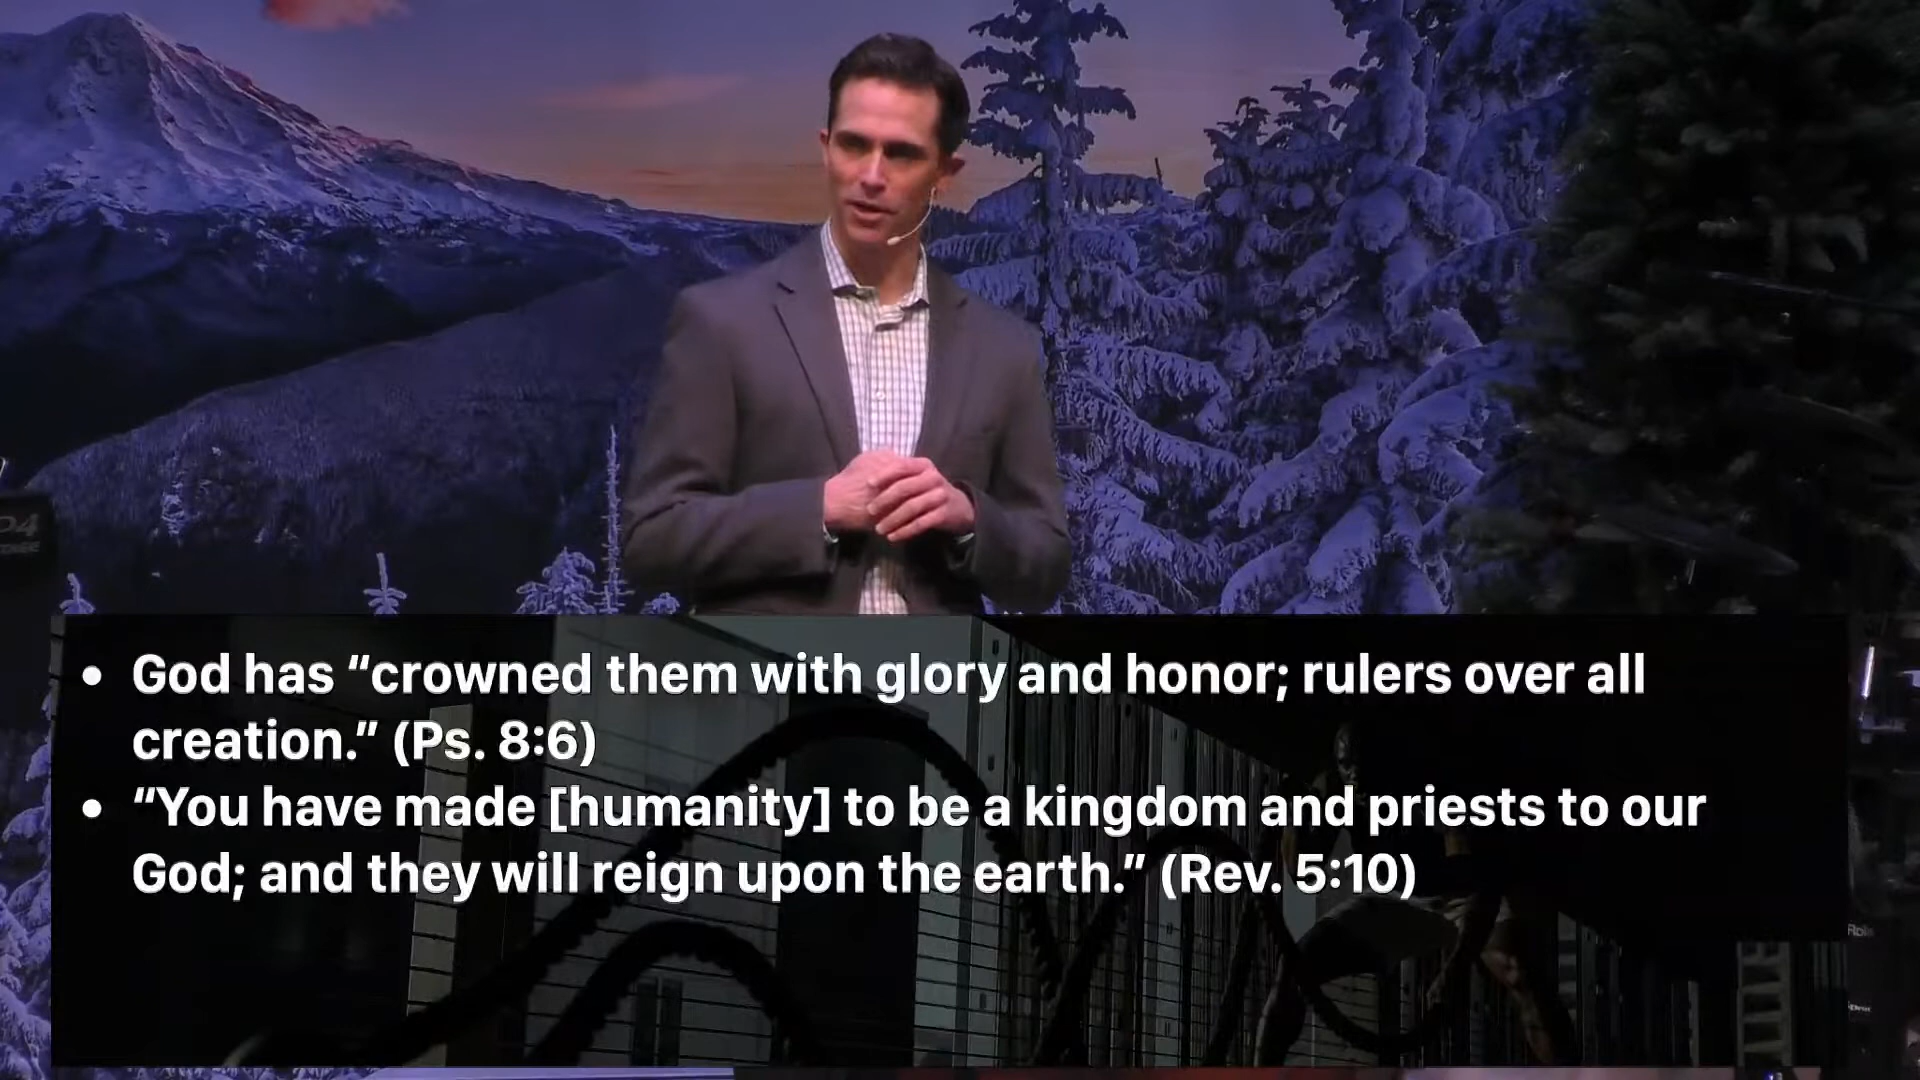 • God has “crowned them with glory and honor; rulers over all
creation.” (Ps. 8:6)
• “You have made [humanity] to be a kingdom and priests to our
God; and they will reign upon the earth.” (Rev. 5:10)